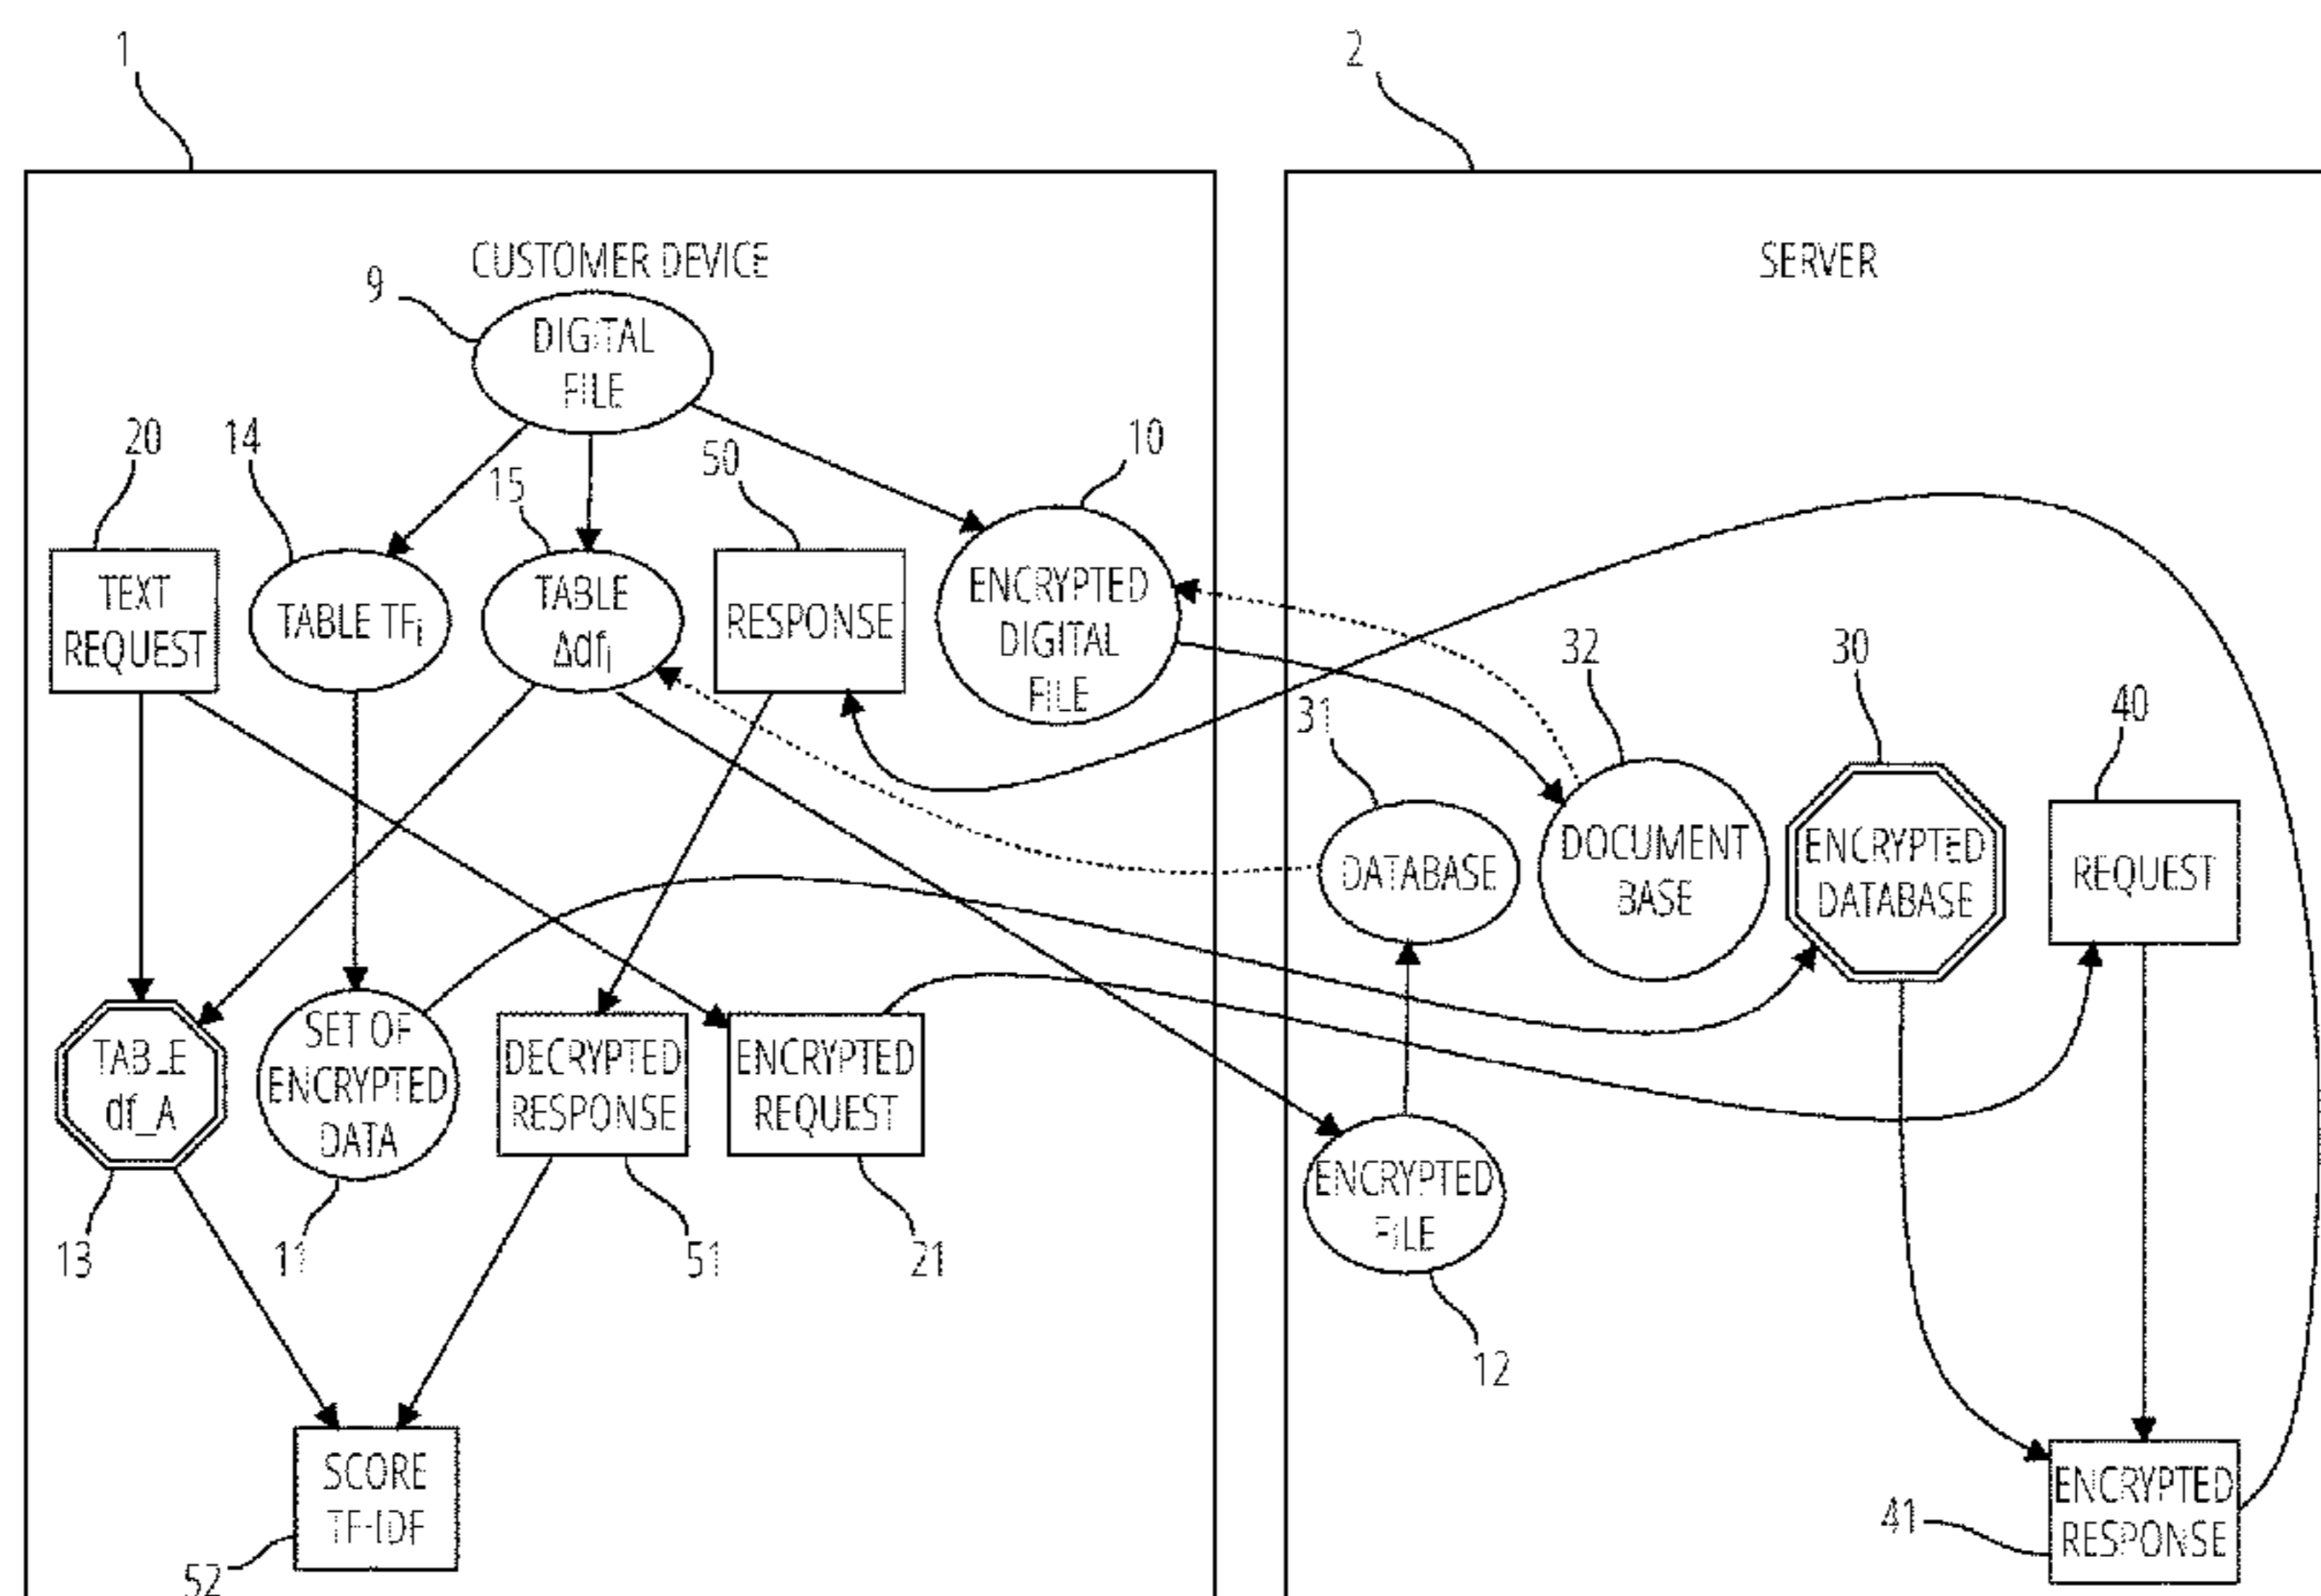 1
2
CUSTOMER DEVICE
SERVER
9
DIGITAL
FILE
20
14
15
50
10
TEXT
REQUEST
TABLE TFi
TABLE
Δdfi
RESPONSE
ENCRYPTED
DIGITAL
FILE
31
32
30
40
DATABASE
DOCUMENT
BASE
ENCRYPTED
DATABASE
REQUEST
TABLE
df_A
SET OF
ENCRYPTED
DATA
DECRYPTED
RESPONSE
ENCRYPTED
REQUEST
ENCRYPTED
FILE
13
11
51
21
12
SCORE
TF-IDF
52
41
ENCRYPTED
RESPONSE